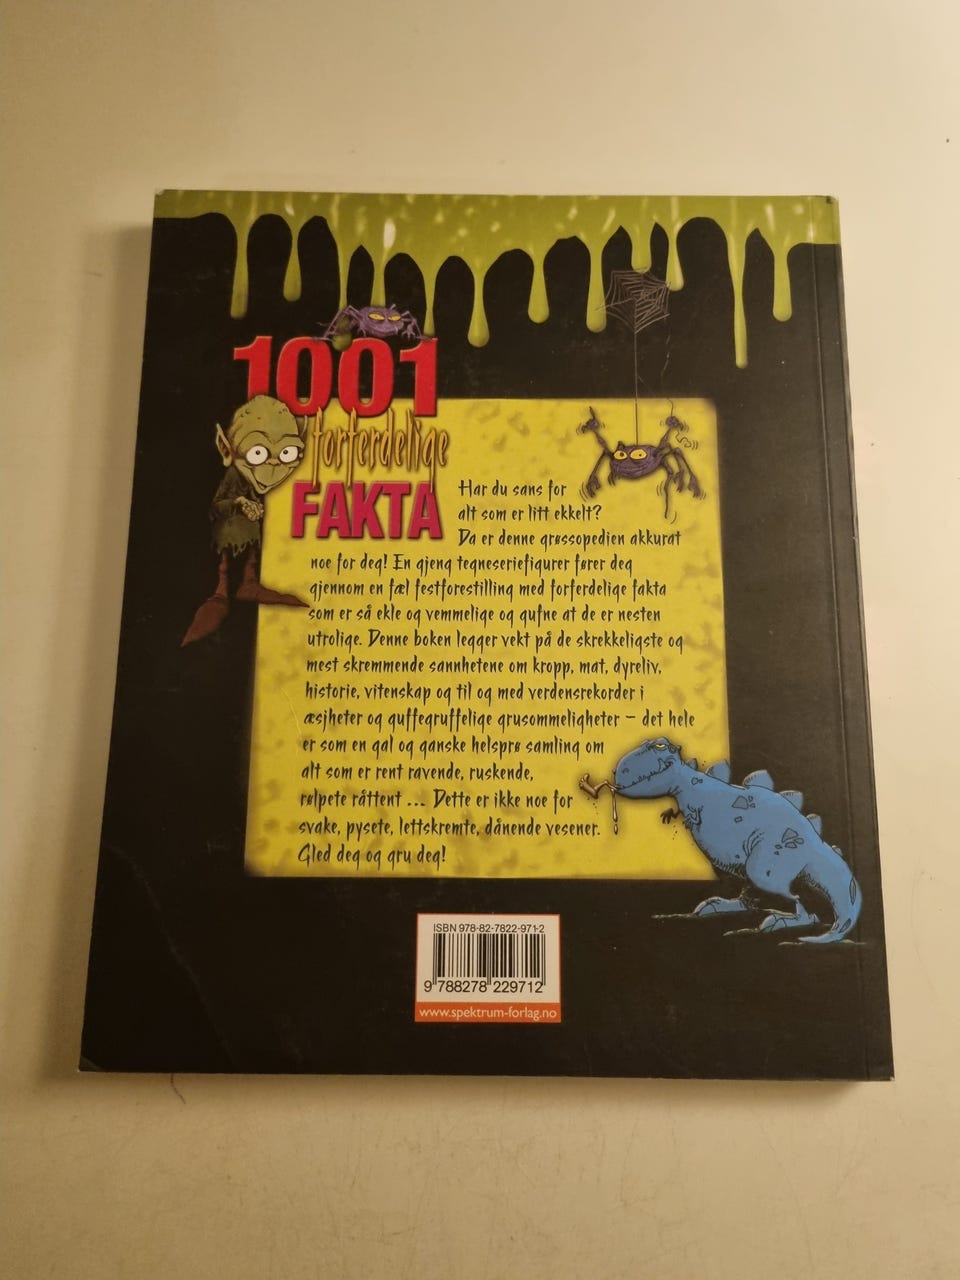 1001
forferdelige
FAKTA
Har du sans for
alt som er litt ekkelt?
Da er denne grøssopedien akkurat
noe for deg! En gjeng tegneseriefigurer fører deg
gjennom en fæl festforestilling med forferdelige fakta
som er så ekle og vemmelige og gufne at de er nesten
utrolige. Denne boken legger vekt på de skrekkeligste og
mest skremmende sannhetene om kropp, mat, dyreliv,
historie, vitenskap og til og med verdensrekorder i
æsjheter og guffegruffelige grusommeligheter – det hele
er som en gal og ganske helsprø samling om
alt som er rent ravende, ruskende,
rølpete råttent ... Dette er ikke noe for
svake, pysete, lettskremte, dånende vesener.
Gled deg og gru deg!
ISBN 978-82-7822-971-2
9 788278 229712
www.spektrum-forlag.no